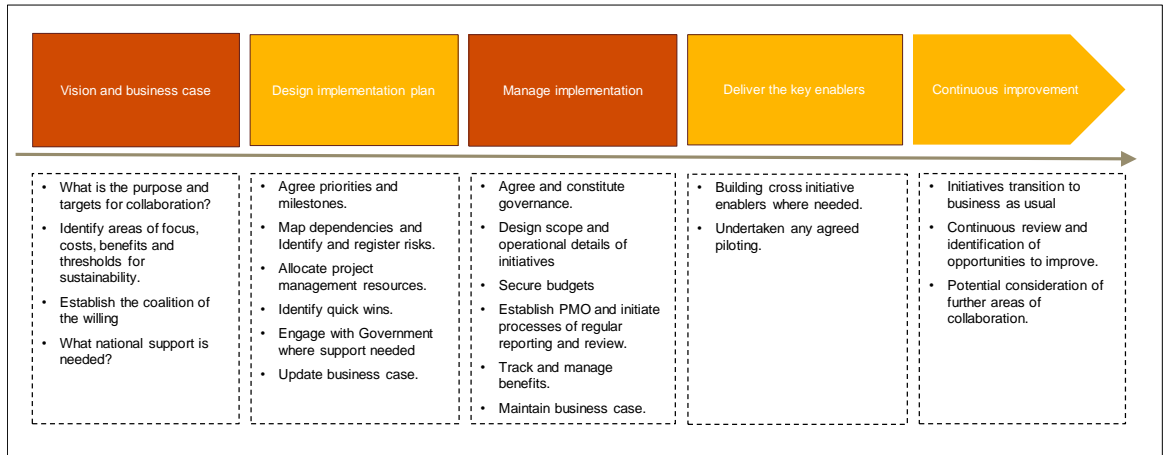 Vision and business case
Design implementation plan
Manage implementation
Deliver the key enablers
Continuous improvement
• What is the purpose and
targets for collaboration?
• Identify areas of focus,
costs, benefits and
thresholds for
sustainability.
• Establish the coalition of
the willing
• What national support is
needed?
• Agree priorities and
milestones.
• Map dependencies and
Identify and register risks.
• Allocate project
management resources.
• Identify quick wins.
• Engage with Government
where support needed
• Update business case.
• Agree and constitute
governance.
• Design scope and
operational details of
initiatives
• Secure budgets
• Establish PMO and initiate
processes of regular
reporting and review.
• Track and manage
benefits.
• Maintain business case.
• Building cross initiative
enablers where needed.
• Undertaken any agreed
piloting.
• Initiatives transition to
business as usual
• Continuous review and
identification of
opportunities to improve.
• Potential consideration of
further areas of
collaboration.